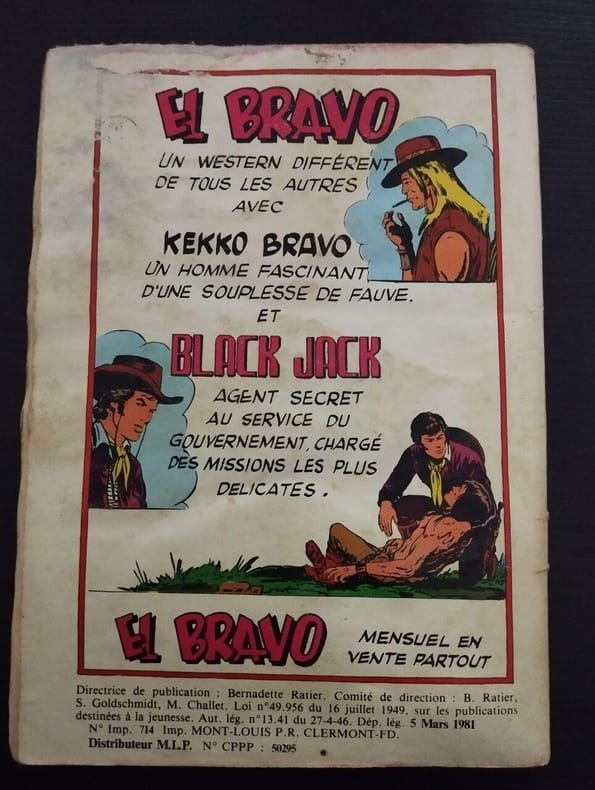 EL BRAVO
UN WESTERN DIFFÉRENT
DE TOUS LES AUTRES
AVEC
KEKKO BRAVO
UN HOMME FASCINANT
D'UNE SOUPLESSE DE FAUVE.
ET
BLACK JACK
AGENT SECRET
AU SERVICE DU
GOUVERNEMENT, CHARGÉ
DES MISSIONS LES PLUS
DELICATES.
EL BRAVO
MENSUEL EN
VENTE PARTOUT
Directrice de publication : Bernadette Ratier. Comité de direction : B. Ratier,
S. Goldschmidt, M. Challet. Loi n°49.956 du 16 juillet 1949, sur les publications
destinées à la jeunesse. Aut. lég. n°13.41 du 27-4-46. Dép. lég. 5 Mars 1981
N° Imp. 714 Imp. MONT-LOUIS P.R. CLERMONT-FD.
Distributeur M.L.P. N° CPPP : 50295